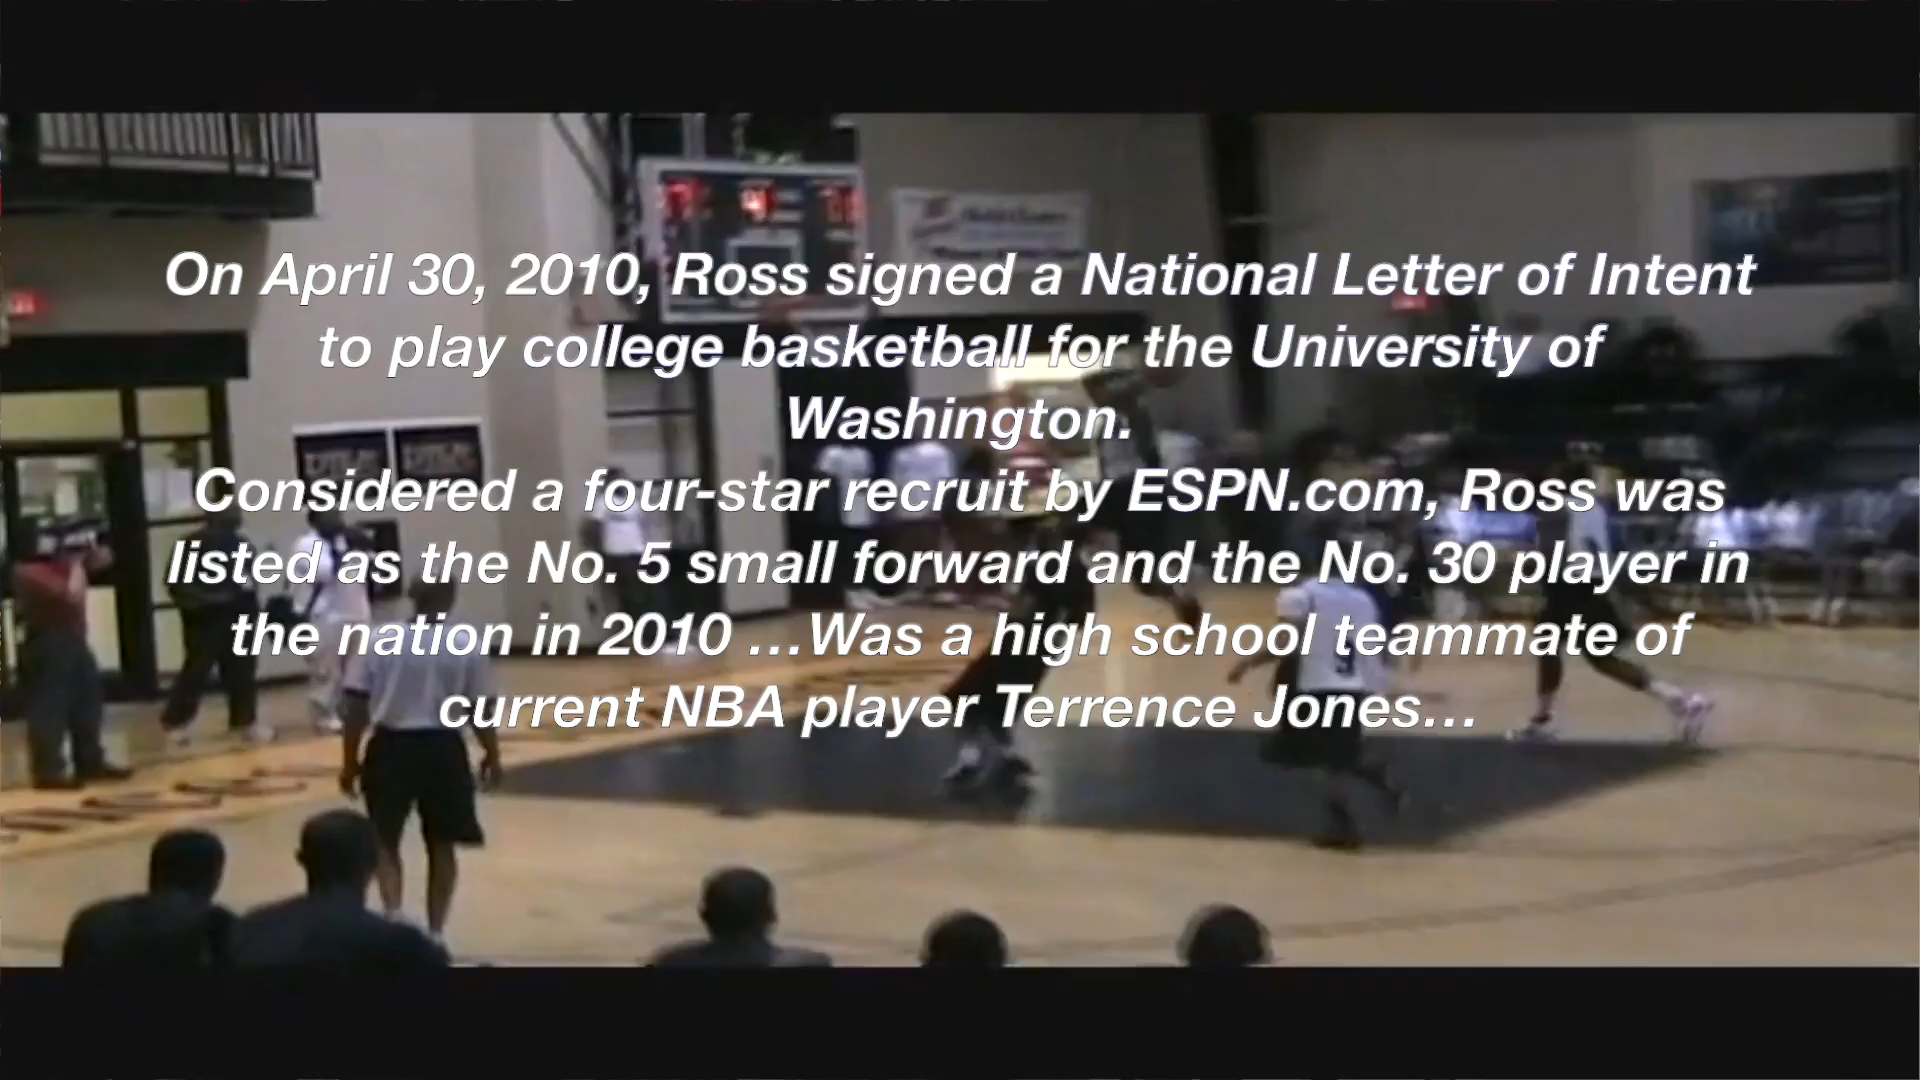 On April 30, 2010, Ross signed a National Letter of Intent
to play college basketball for the University of
Washington.
Considered a four-star recruit by ESPN.com, Ross was
listed as the No. 5 small forward and the No. 30 player in
the nation in 2010 …Was a high school teammate of
current NBA player Terrence Jones…